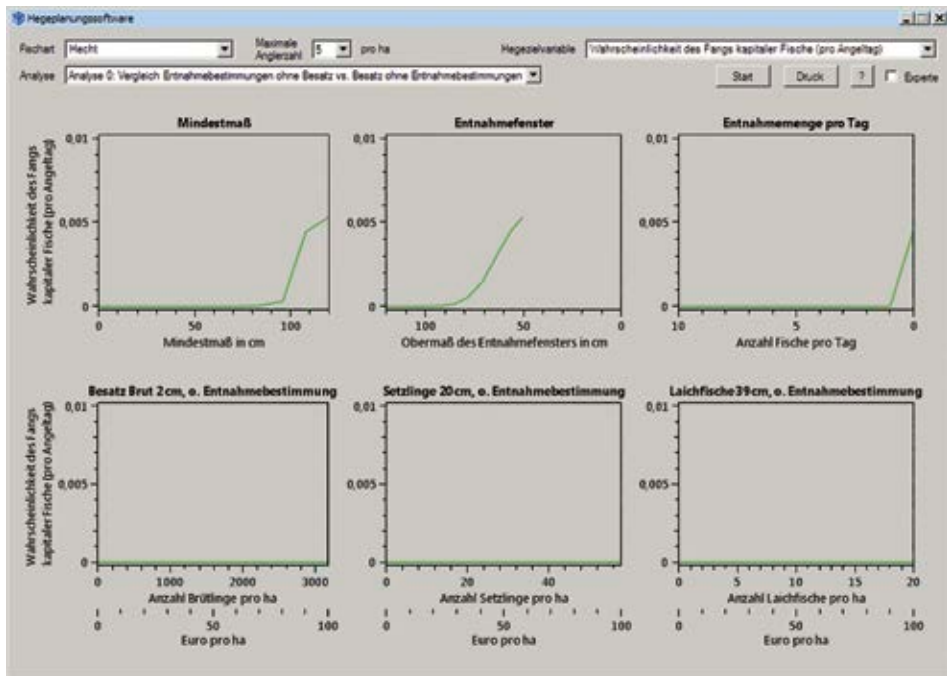 Hegeplanungssoftware
Fischart Hecht Maximale Anglerzahl 5 pro ha Hegezielvariable Wahrscheinlichkeit des Fangs kapitaler Fische (pro Angeltag)
Analyse Analyse 0: Vergleich Entnahmebestimmungen ohne Besatz vs. Besatz ohne Entnahmebestimmungen Start Druck ? Experte
Mindestmaß
Wahrscheinlichkeit des Fangs
kapitaler Fische (pro Angeltag)
0,01
0,005
0
0 50 100
Mindestmaß in cm
Entnahmefenster
0,01
0,005
0
100 50 0
Obermaß des Entnahmefensters in cm
Entnahmemenge pro Tag
0,01
0,005
0
10 5 0
Anzahl Fische pro Tag
Besatz Brut 2 cm, o. Entnahmebestimmung
Wahrscheinlichkeit des Fangs
kapitaler Fische (pro Angeltag)
0,01
0,005
0
0 1000 2000 3000
Anzahl Brütlinge pro ha
0 50 100
Euro pro ha
Setzlinge 20 cm, o. Entnahmebestimmung
0,01
0,005
0
0 20 40
Anzahl Setzlinge pro ha
0 50 100
Euro pro ha
Laichfische 39 cm, o. Entnahmebestimmung
0,01
0,005
0
0 5 10 15 20
Anzahl Laichfische pro ha
0 50 100
Euro pro ha